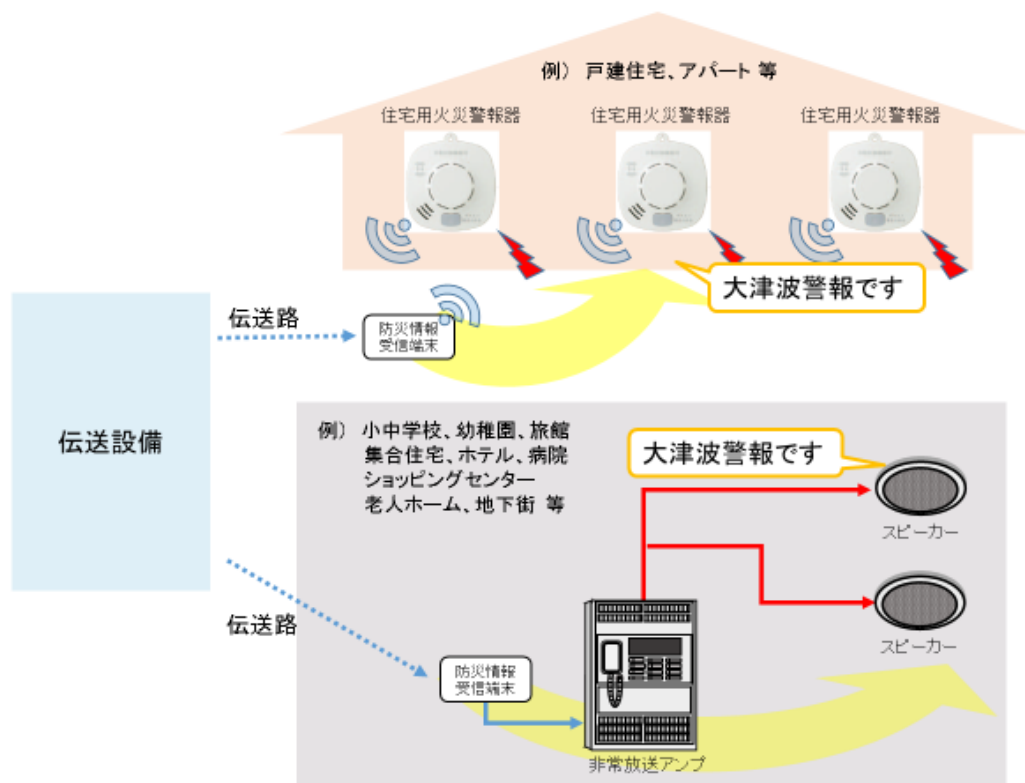 例） 戸建住宅、アパート 等
住宅用火災警報器
住宅用火災警報器
住宅用火災警報器
大津波警報です
伝送路
防災情報
受信端末
伝送設備
例） 小中学校、幼稚園、旅館
集合住宅、ホテル、病院
ショッピングセンター
老人ホーム、地下街 等
大津波警報です
スピーカー
伝送路
スピーカー
防災情報
受信端末
非常放送アンプ